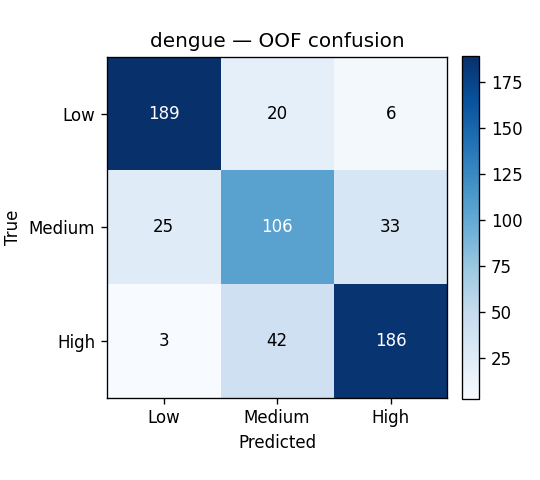 dengue — OOF confusion
True
Low 189 20 6
Medium 25 106 33
High 3 42 186
Low Medium High
Predicted
175
150
125
100
75
50
25